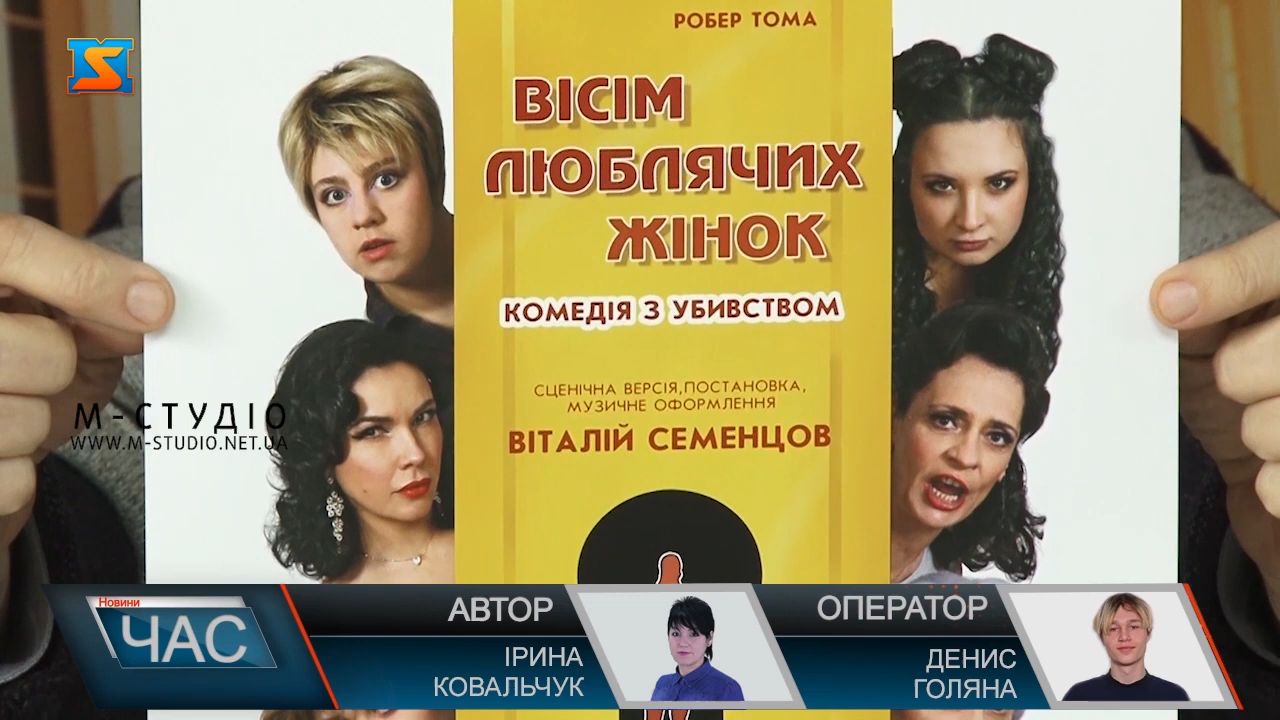 РОБЕР ТОМА
ВІСІМ
ЛЮБЛЯЧИХ
ЖІНОК
КОМЕДІЯ З УБИВСТВОМ
СЦЕНІЧНА ВЕРСІЯ,ПОСТАНОВКА,
МУЗИЧНЕ ОФОРМЛЕННЯ
ВІТАЛІЙ СЕМЕНЦОВ
М-СТУДІО
WWW.M-STUDIO.NET.UA
Новини
ЧАС
АВТОР
ІРИНА
КОВАЛЬЧУК
ОПЕРАТОР
ДЕНИС
ГОЛЯНА